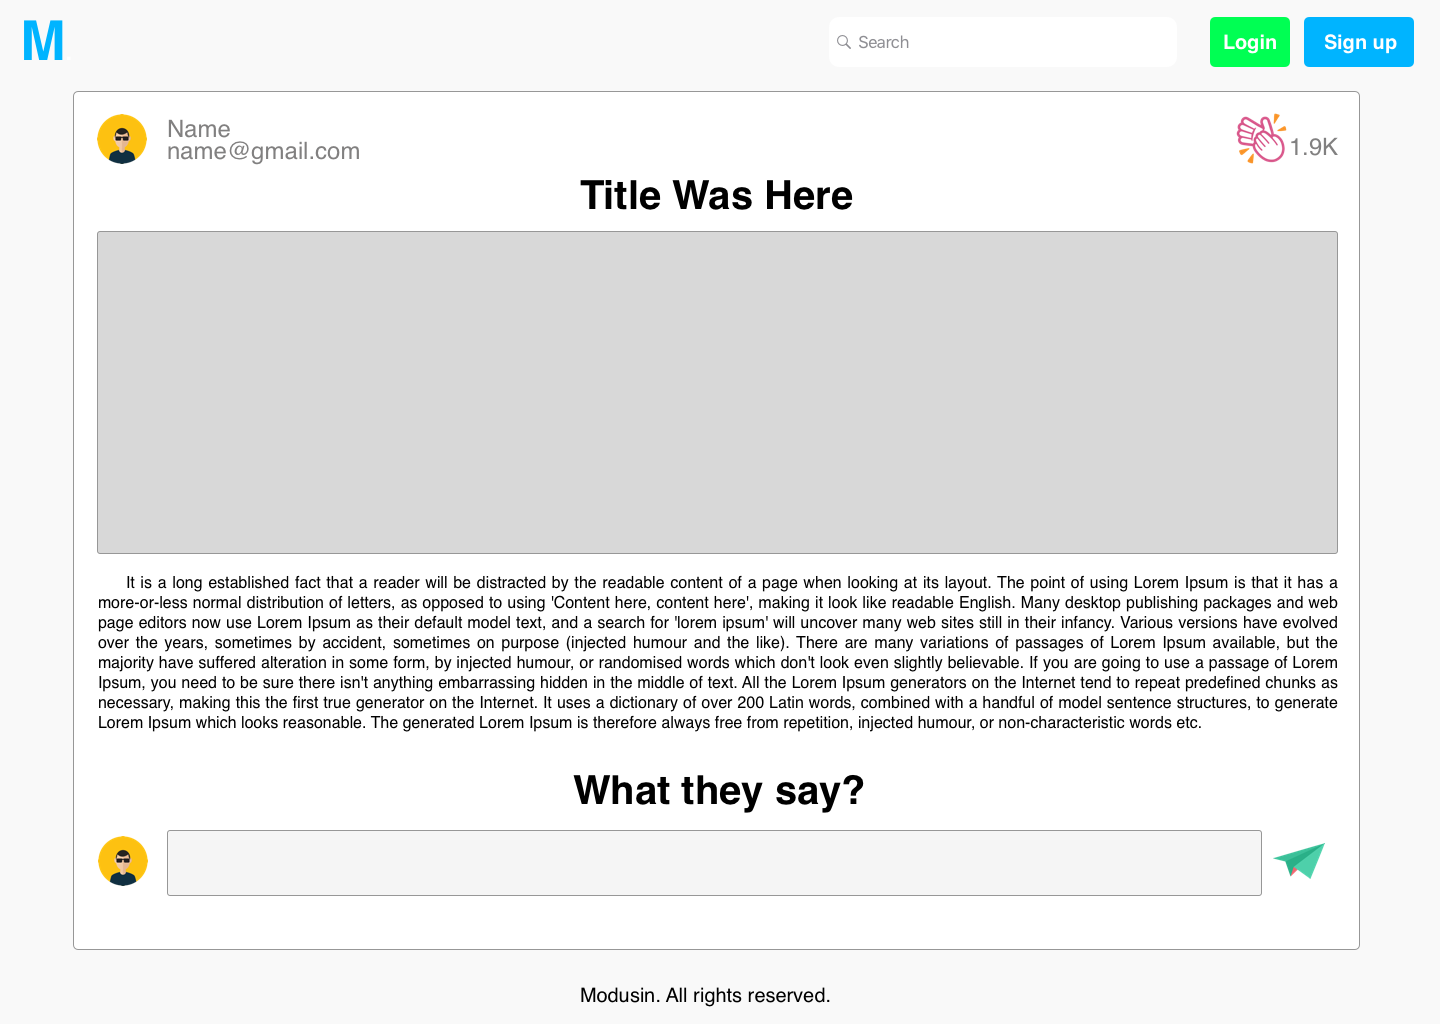 M
Search
Login
Sign up
Name
name@gmail.com
1.9K
Title Was Here
It is a long established fact that a reader will be distracted by the readable content of a page when looking at its layout. The point of using Lorem Ipsum is that it has a
more-or-less normal distribution of letters, as opposed to using 'Content here, content here', making it look like readable English. Many desktop publishing packages and web
page editors now use Lorem Ipsum as their default model text, and a search for 'lorem ipsum' will uncover many web sites still in their infancy. Various versions have evolved
over the years, sometimes by accident, sometimes on purpose (injected humour and the like). There are many variations of passages of Lorem Ipsum available, but the
majority have suffered alteration in some form, by injected humour, or randomised words which don't look even slightly believable. If you are going to use a passage of Lorem
Ipsum, you need to be sure there isn't anything embarrassing hidden in the middle of text. All the Lorem Ipsum generators on the Internet tend to repeat predefined chunks as
necessary, making this the first true generator on the Internet. It uses a dictionary of over 200 Latin words, combined with a handful of model sentence structures, to generate
Lorem Ipsum which looks reasonable. The generated Lorem Ipsum is therefore always free from repetition, injected humour, or non-characteristic words etc.
What they say?
Modusin. All rights reserved.